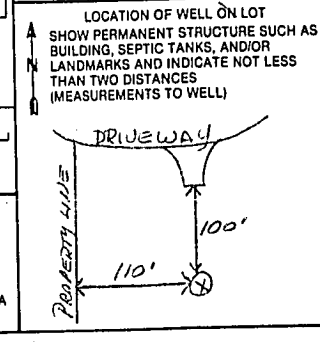 LOCATION OF WELL ON LOT
SHOW PERMANENT STRUCTURE SUCH AS
BUILDING, SEPTIC TANKS, AND/OR
N LANDMARKS AND INDICATE NOT LESS
THAN TWO DISTANCES
(MEASUREMENTS TO WELL)
DRIVEWAY
PROPERTY LINE
100'
110'
X
A